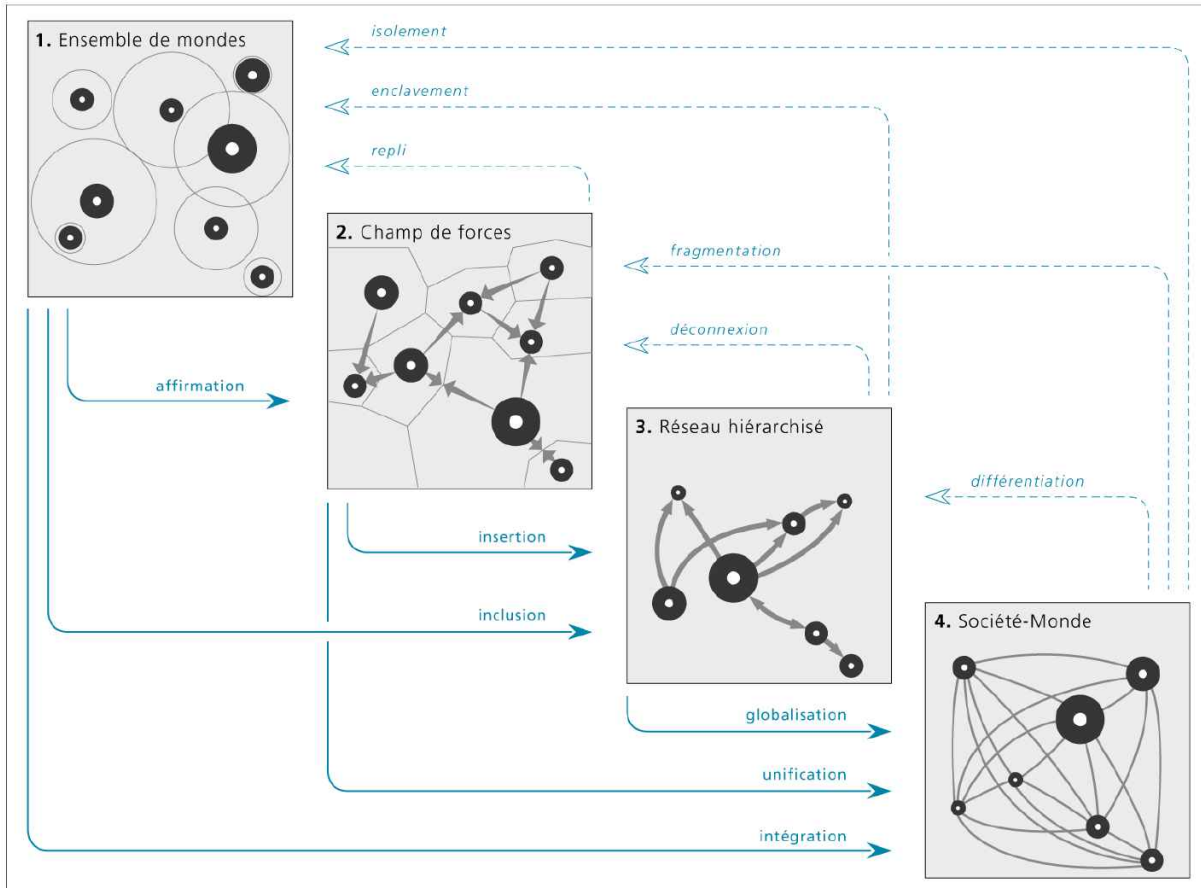 1. Ensemble de mondes
isolement
enclavement
repli
2. Champ de forces
fragmentation
déconnexion
affirmation
3. Réseau hiérarchisé
différentiation
insertion
inclusion
4. Société-Monde
globalisation
unification
intégration